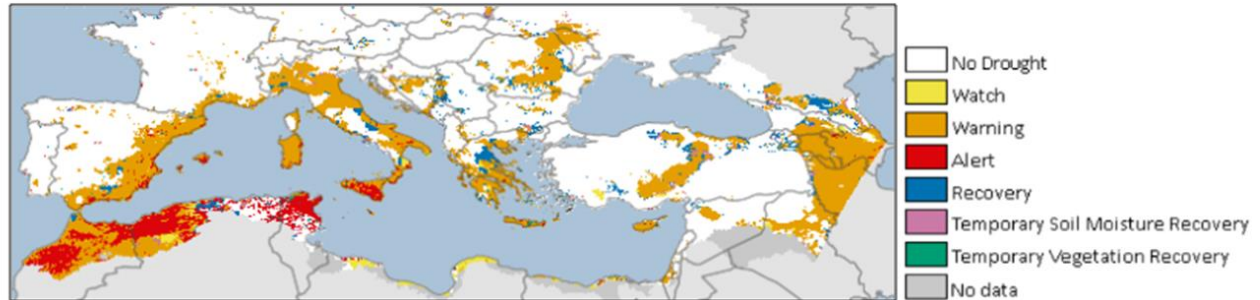 No Drought
Watch
Warning
Alert
Recovery
Temporary Soil Moisture Recovery
Temporary Vegetation Recovery
No data